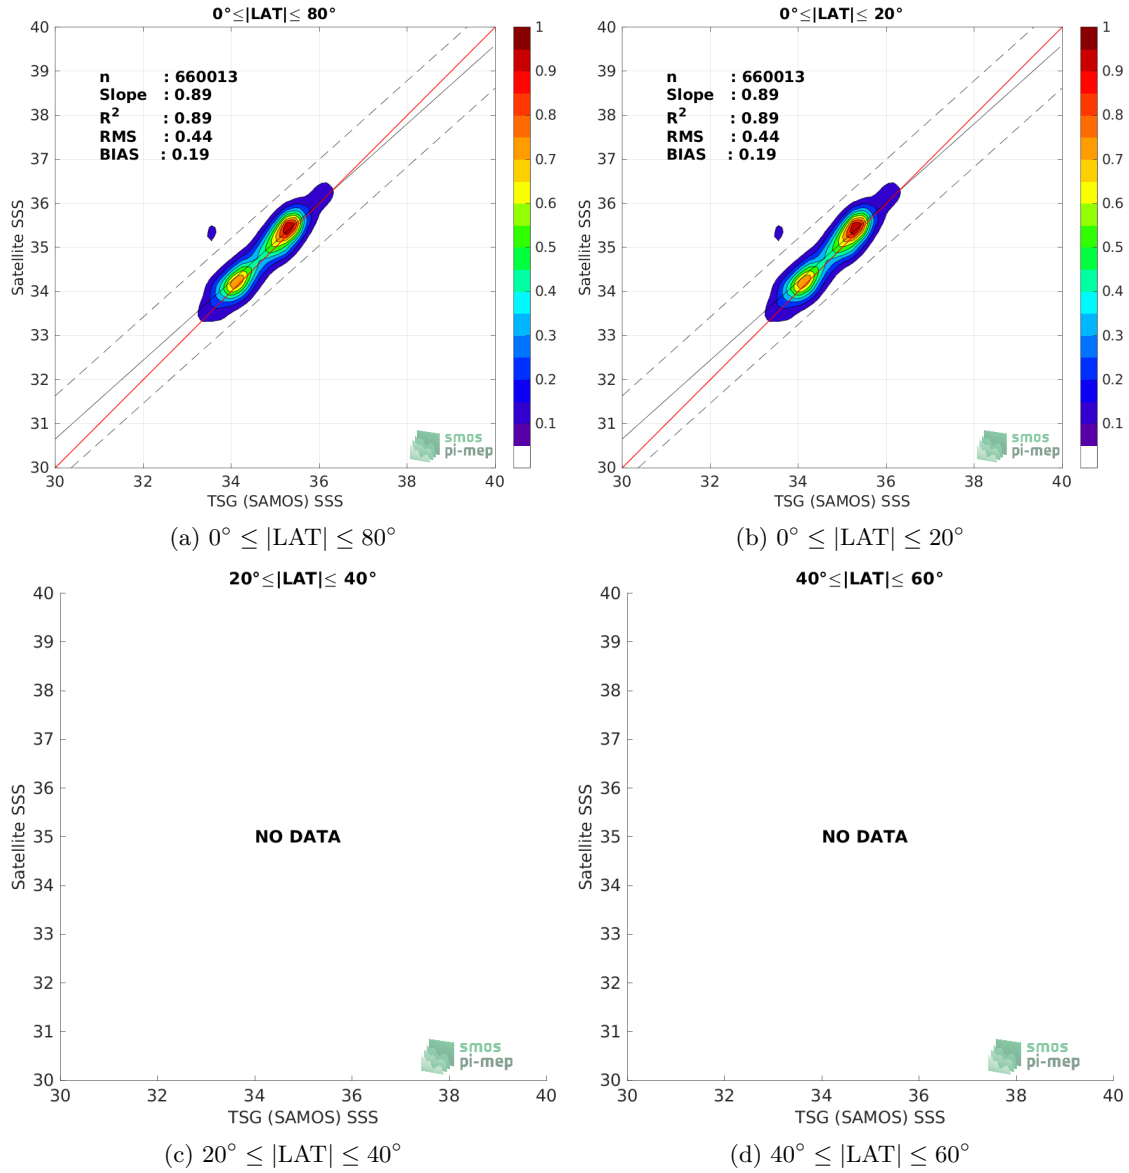 0°≤|LAT|≤ 80°
40
39
38
37
36
35
34
33
32
31
30
Satellite SSS
n : 660013
Slope : 0.89
R² : 0.89
RMS : 0.44
BIAS : 0.19
smos
pi-mep
30 32 34 36 38 40
TSG (SAMOS) SSS
1
0.9
0.8
0.7
0.6
0.5
0.4
0.3
0.2
0.1
(a) 0° ≤ |LAT| ≤ 80°
0°≤|LAT|≤ 20°
40
39
38
37
36
35
34
33
32
31
30
Satellite SSS
n : 660013
Slope : 0.89
R² : 0.89
RMS : 0.44
BIAS : 0.19
smos
pi-mep
30 32 34 36 38 40
TSG (SAMOS) SSS
1
0.9
0.8
0.7
0.6
0.5
0.4
0.3
0.2
0.1
(b) 0° ≤ |LAT| ≤ 20°
20°≤|LAT|≤ 40°
40
39
38
37
36
35
34
33
32
31
30
Satellite SSS
NO DATA
smos
pi-mep
30 32 34 36 38 40
TSG (SAMOS) SSS
(c) 20° ≤ |LAT| ≤ 40°
40°≤|LAT|≤ 60°
40
39
38
37
36
35
34
33
32
31
30
Satellite SSS
NO DATA
smos
pi-mep
30 32 34 36 38 40
TSG (SAMOS) SSS
(d) 40° ≤ |LAT| ≤ 60°